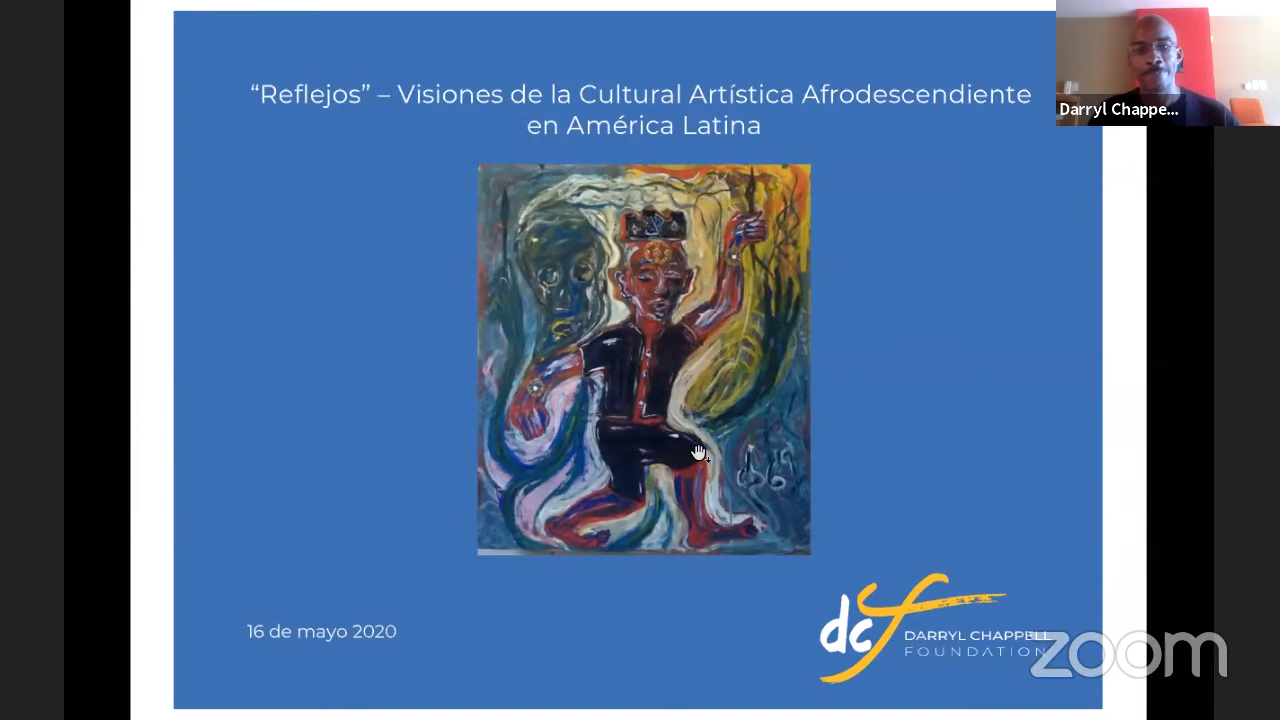 “Reflejos” – Visiones de la Cultural Artística Afrodescendiente
en América Latina
Darryl Chappe...
16 de mayo 2020
dcf
DARRYL CHAPPELL
FOUNDATION
zoom